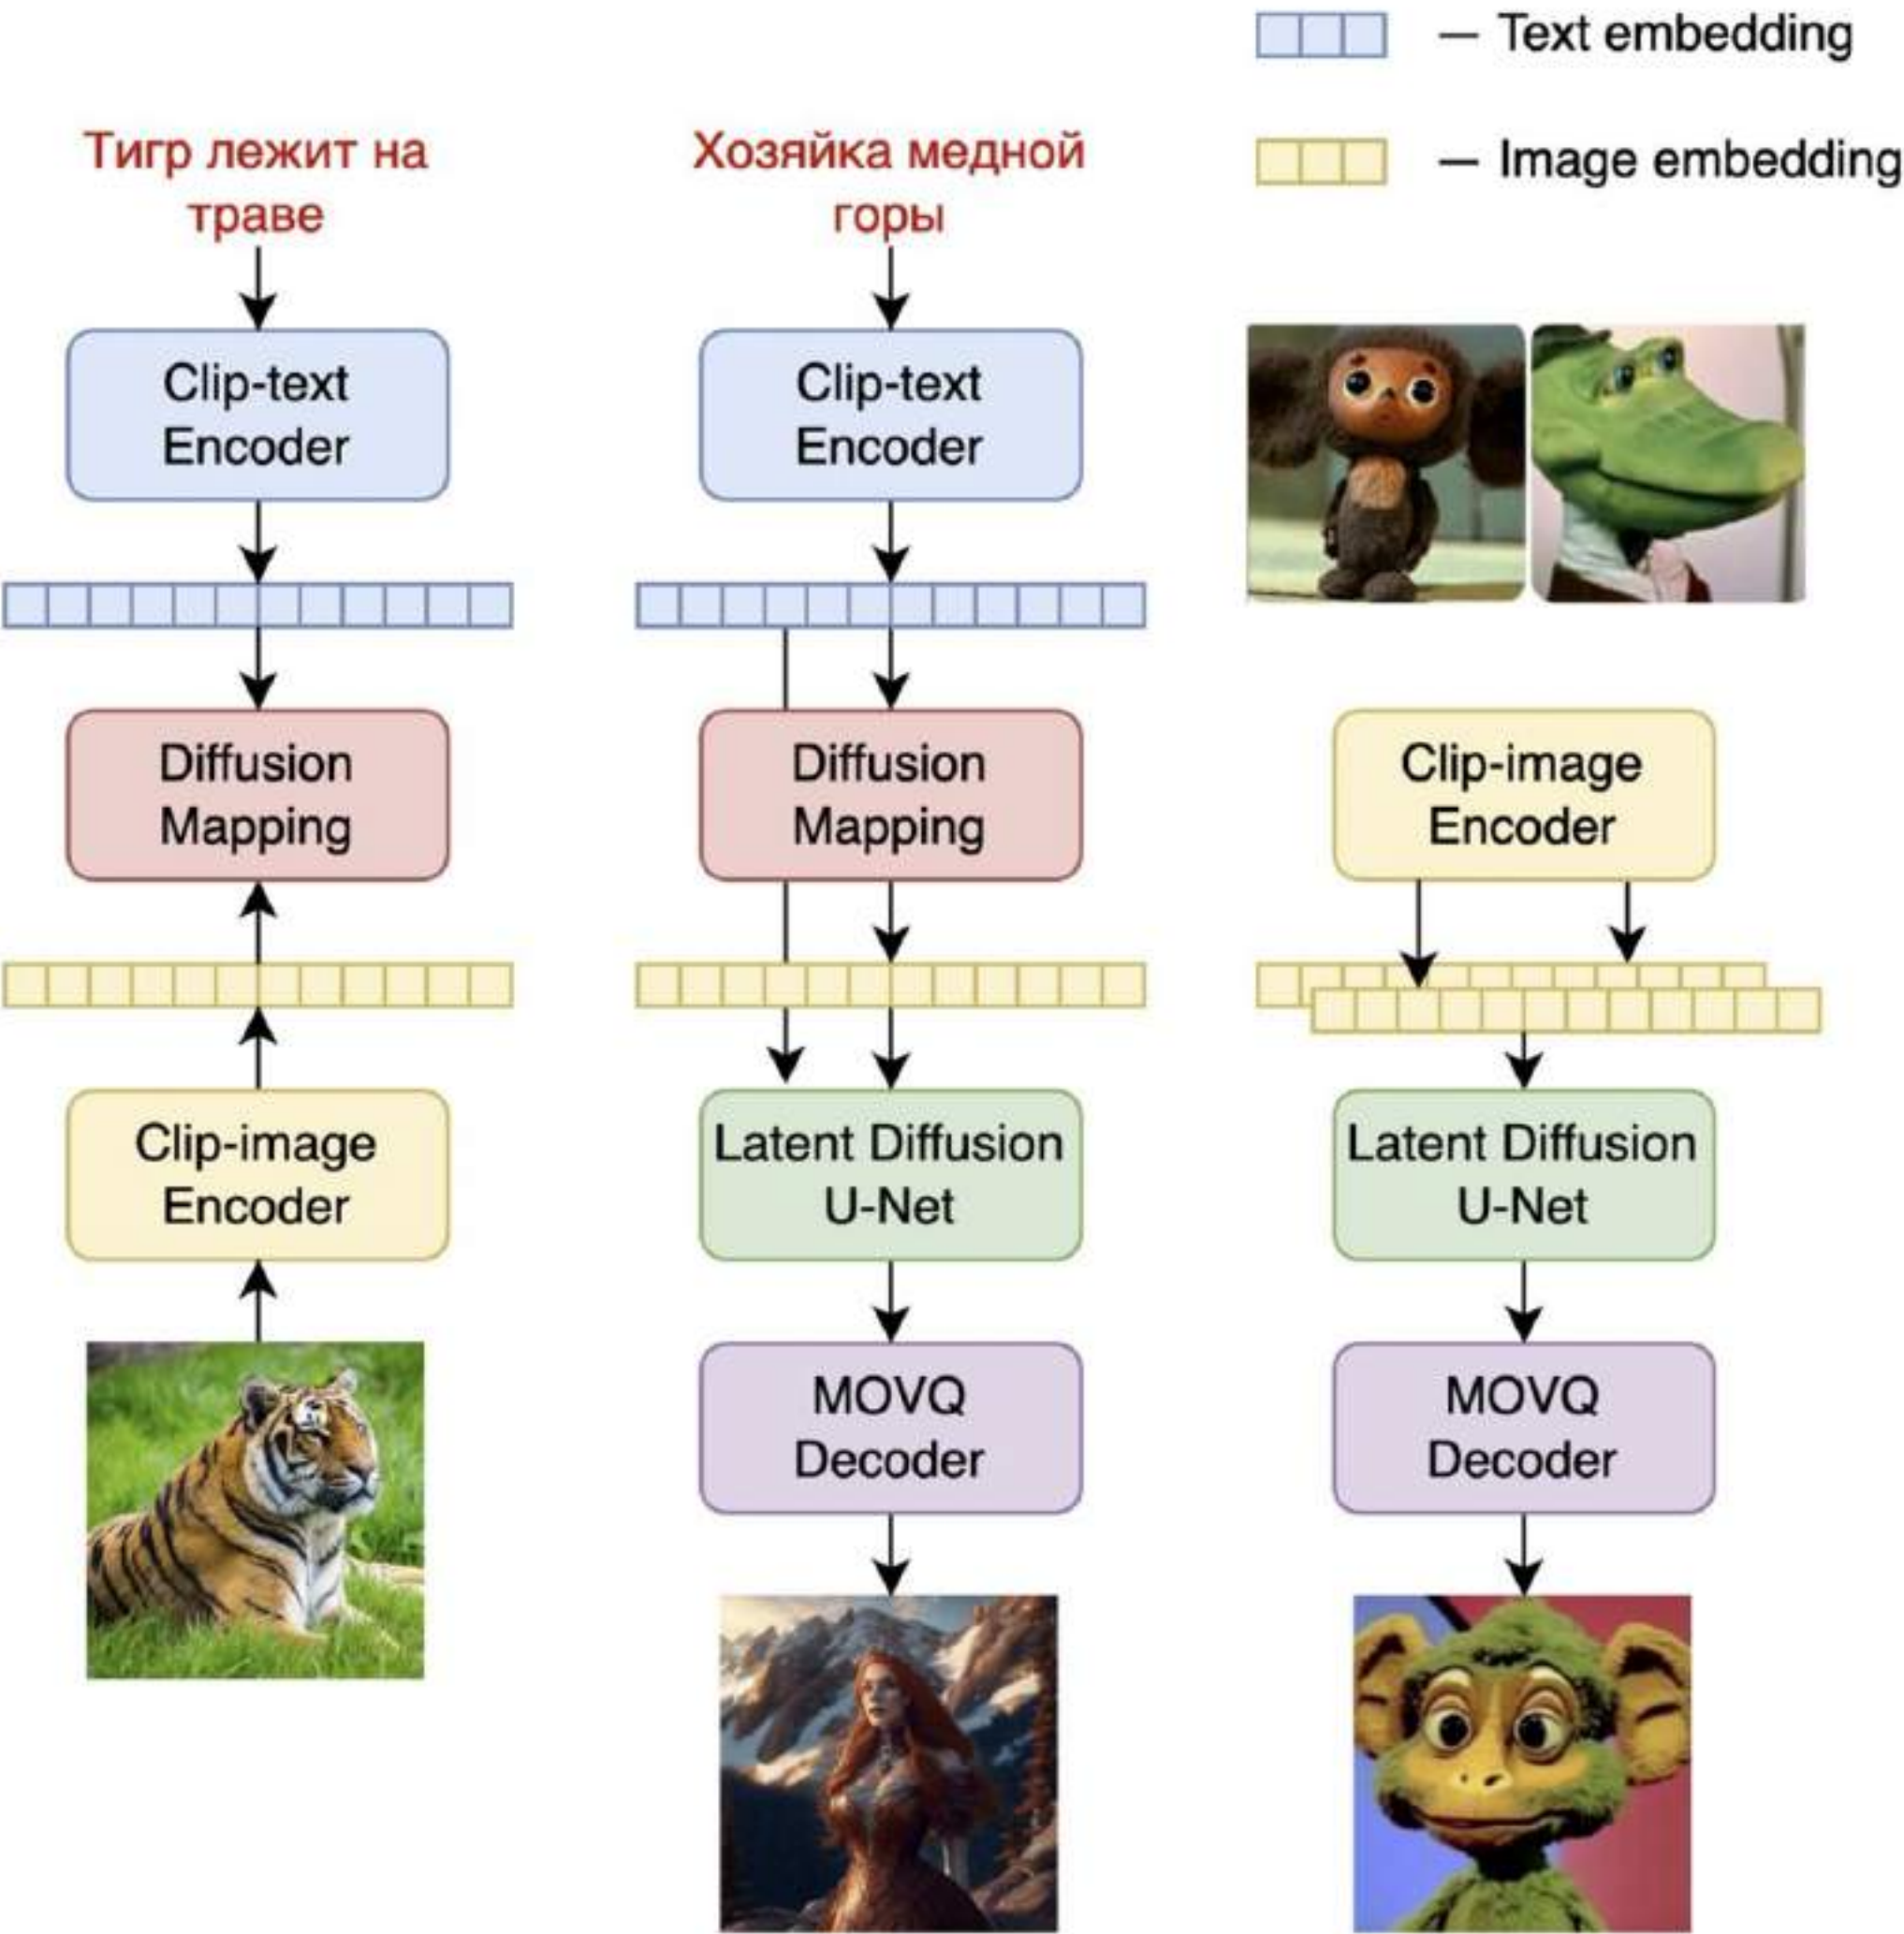 — Text embedding
— Image embedding
Тигр лежит на
траве
Clip-text
Encoder
Diffusion
Mapping
Clip-image
Encoder
Хозяйка медной
горы
Clip-text
Encoder
Diffusion
Mapping
Latent Diffusion
U-Net
MOVQ
Decoder
Clip-image
Encoder
Latent Diffusion
U-Net
MOVQ
Decoder